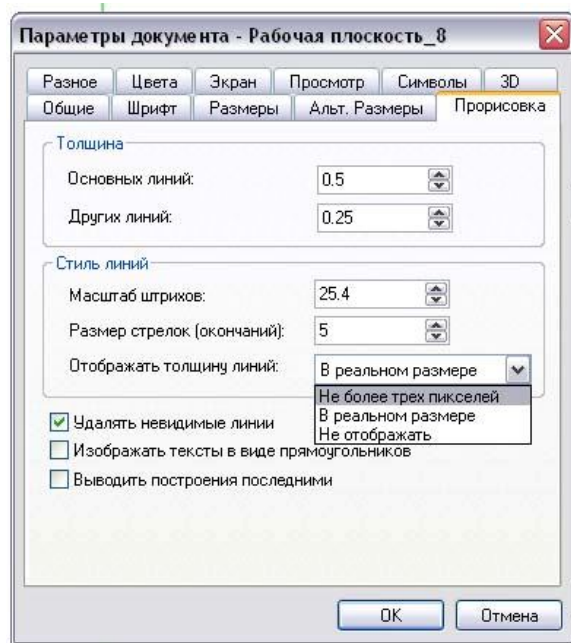 Параметры документа - Рабочая плоскость_8
Разное Цвета Экран Просмотр Символы 3D
Общие Шрифт Размеры Альт. Размеры Прорисовка
Толщина
Основных линий: 0.5
Других линий: 0.25
Стиль линий
Масштаб штрихов: 25.4
Размер стрелок (окончаний): 5
Отображать толщину линий: В реальном размере
Не более трех пикселей
В реальном размере
Не отображать
Удалять невидимые линии
Изображать тексты в виде прямоугольников
Выводить построения последними
OK Отмена